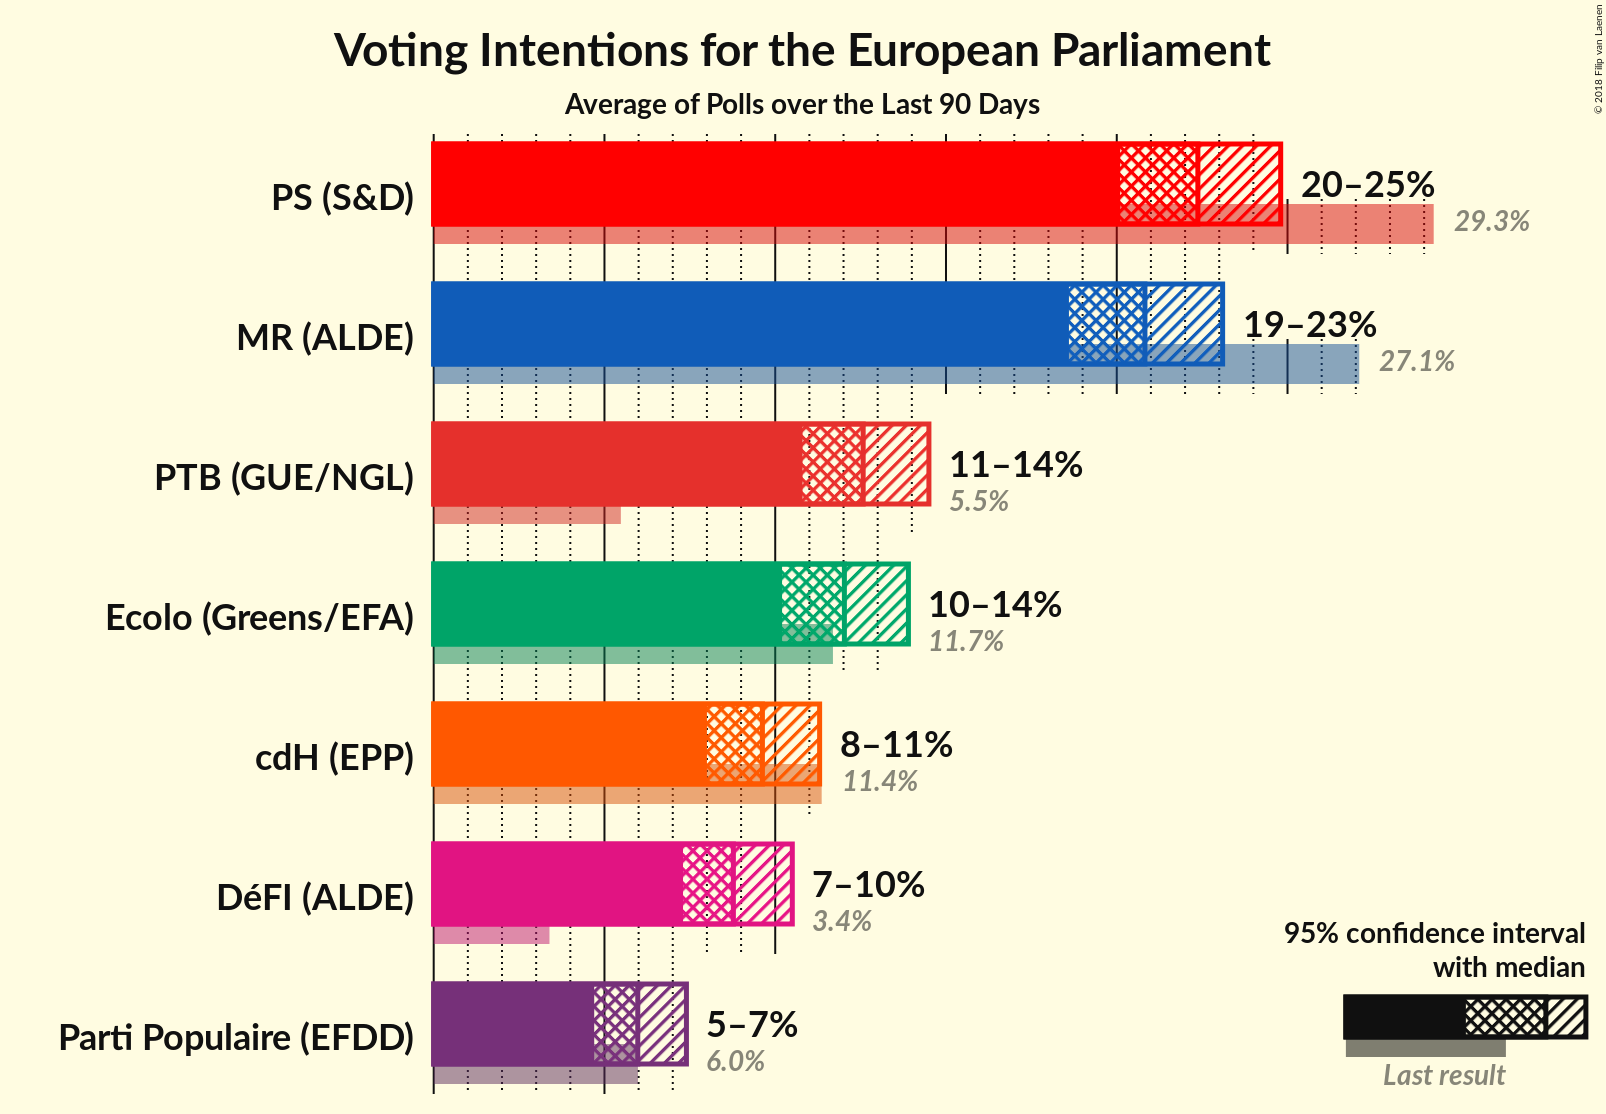 Voting Intentions for the European Parliament
Average of Polls over the Last 90 Days
© 2018 Filip van Laenen
PS (S&D)
20–25%
29.3%
MR (ALDE)
19–23%
27.1%
PTB (GUE/NGL)
11–14%
5.5%
Ecolo (Greens/EFA)
10–14%
11.7%
cdH (EPP)
8–11%
11.4%
DéFI (ALDE)
7–10%
3.4%
Parti Populaire (EFDD)
5–7%
6.0%
95% confidence interval
with median
Last result